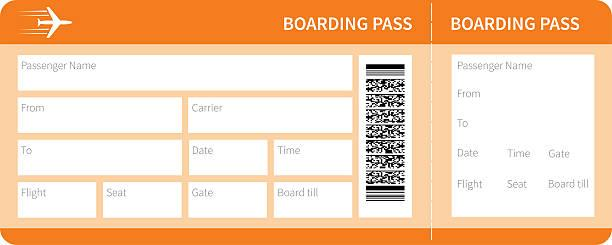 BOARDING PASS
Passenger Name
From Carrier
To Date Time
Flight Seat Gate Board till
BOARDING PASS
Passenger Name
From
To
Date Time Gate
Flight Seat Board till